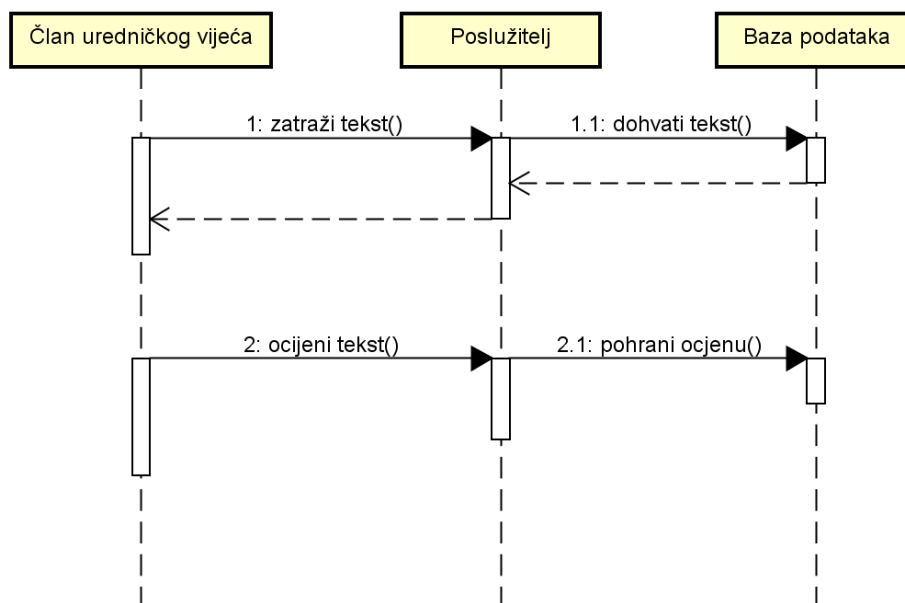 Član uredničkog vijeća
Poslužitelj
Baza podataka
1: zatraži tekst()
1.1: dohvati tekst()
2: ocijeni tekst()
2.1: pohrani ocjenu()